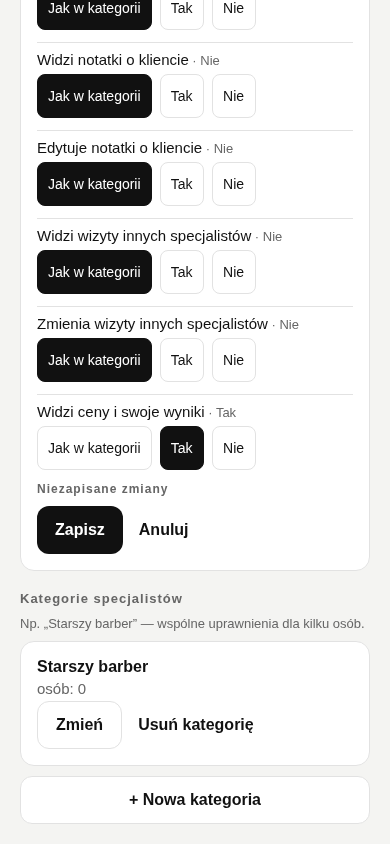 Jak w kategorii Tak Nie
Widzi notatki o kliencie · Nie
Jak w kategorii Tak Nie
Edytuje notatki o kliencie · Nie
Jak w kategorii Tak Nie
Widzi wizyty innych specjalistów · Nie
Jak w kategorii Tak Nie
Zmienia wizyty innych specjalistów · Nie
Jak w kategorii Tak Nie
Widzi ceny i swoje wyniki · Tak
Jak w kategorii Tak Nie
Niezapisane zmiany
Zapisz Anuluj
Kategorie specjalistów
Np. „Starszy barber” — wspólne uprawnienia dla kilku osób.
Starszy barber
osób: 0
Zmień Usuń kategorię
+ Nowa kategoria